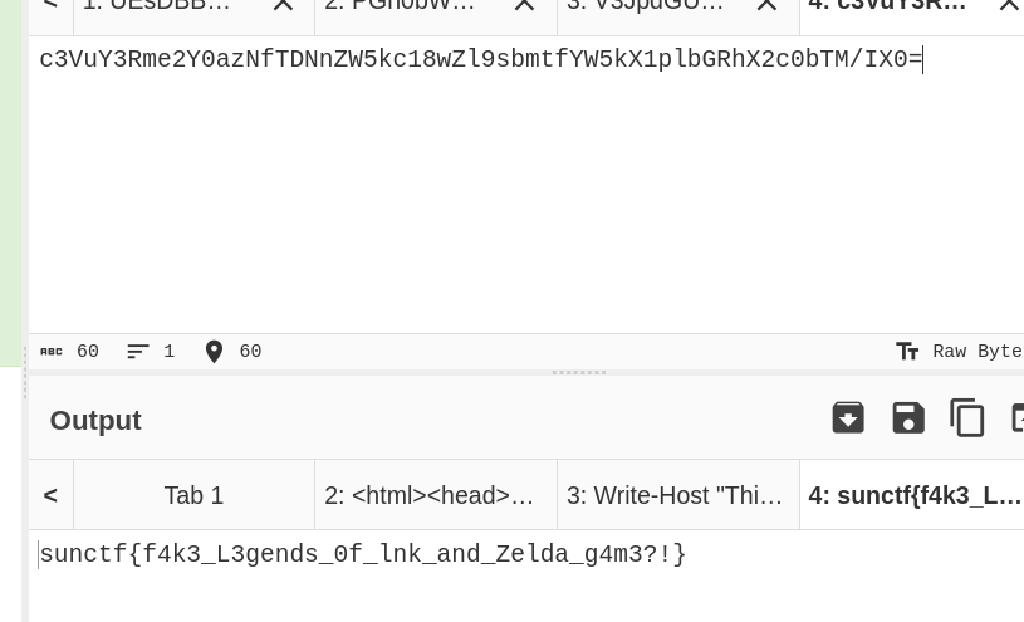 < 1: UEsDBB... 2: PGh0bW... 3: V3JpdGU... 4: c3VuY3R...
c3VuY3Rme2Y0azNfTDNnZW5kc18wZl9sbmtfYW5kX1plbGRhX2c0bTM/IX0=
ABC 60 1 60 Raw Byte
Output
< Tab 1 2: <html><head>... 3: Write-Host "Thi... 4: sunctf{f4k3_L...
sunctf{f4k3_L3gends_0f_lnk_and_Zelda_g4m3?!}